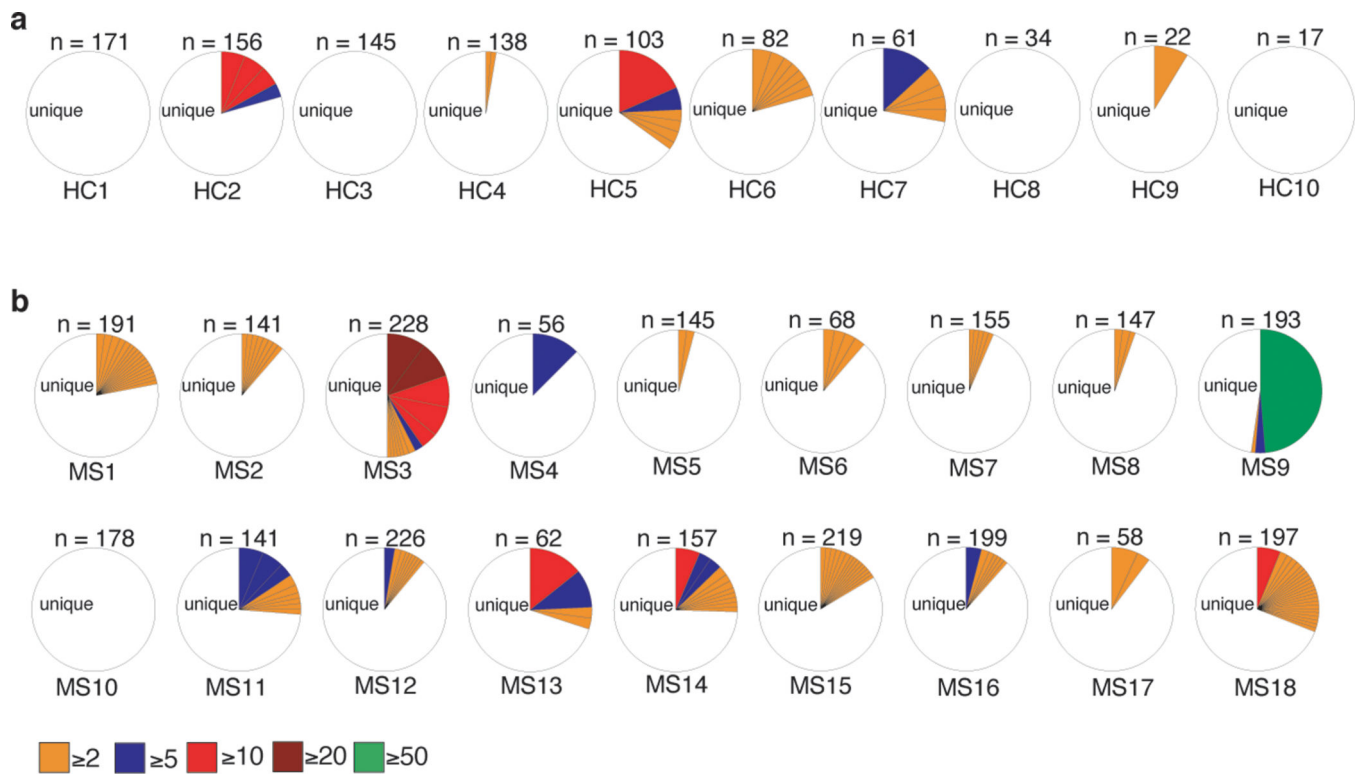 a
n = 171 n = 156 n = 145 n = 138 n = 103 n = 82 n = 61 n = 34 n = 22 n = 17
unique unique unique unique unique unique unique unique unique unique
HC1 HC2 HC3 HC4 HC5 HC6 HC7 HC8 HC9 HC10
b
n = 191 n = 141 n = 228 n = 56 n =145 n = 68 n = 155 n = 147 n = 193
unique unique unique unique unique unique unique unique unique
MS1 MS2 MS3 MS4 MS5 MS6 MS7 MS8 MS9
n = 178 n = 141 n = 226 n = 62 n = 157 n = 219 n = 199 n = 58 n = 197
unique unique unique unique unique unique unique unique unique
MS10 MS11 MS12 MS13 MS14 MS15 MS16 MS17 MS18
≥2 ≥5 ≥10 ≥20 ≥50